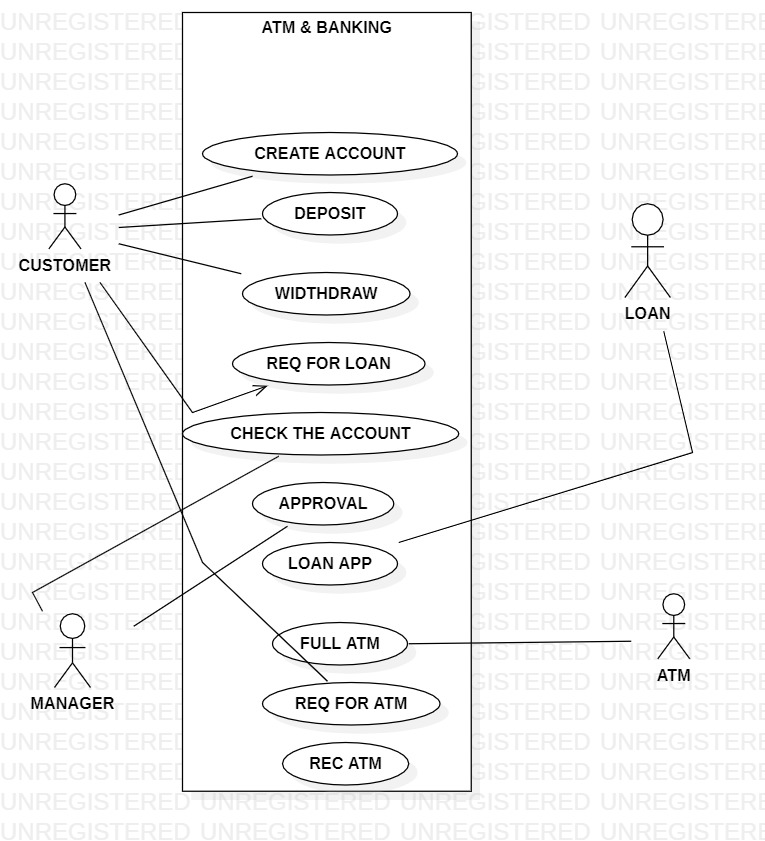 ATM & BANKING
CREATE ACCOUNT
DEPOSIT
CUSTOMER
WIDTHDRAW
LOAN
REQ FOR LOAN
CHECK THE ACCOUNT
APPROVAL
LOAN APP
FULL ATM
ATM
MANAGER
REQ FOR ATM
REC ATM
UNREGISTERED UNREGISTERED UNREGISTERED UNREGISTERED